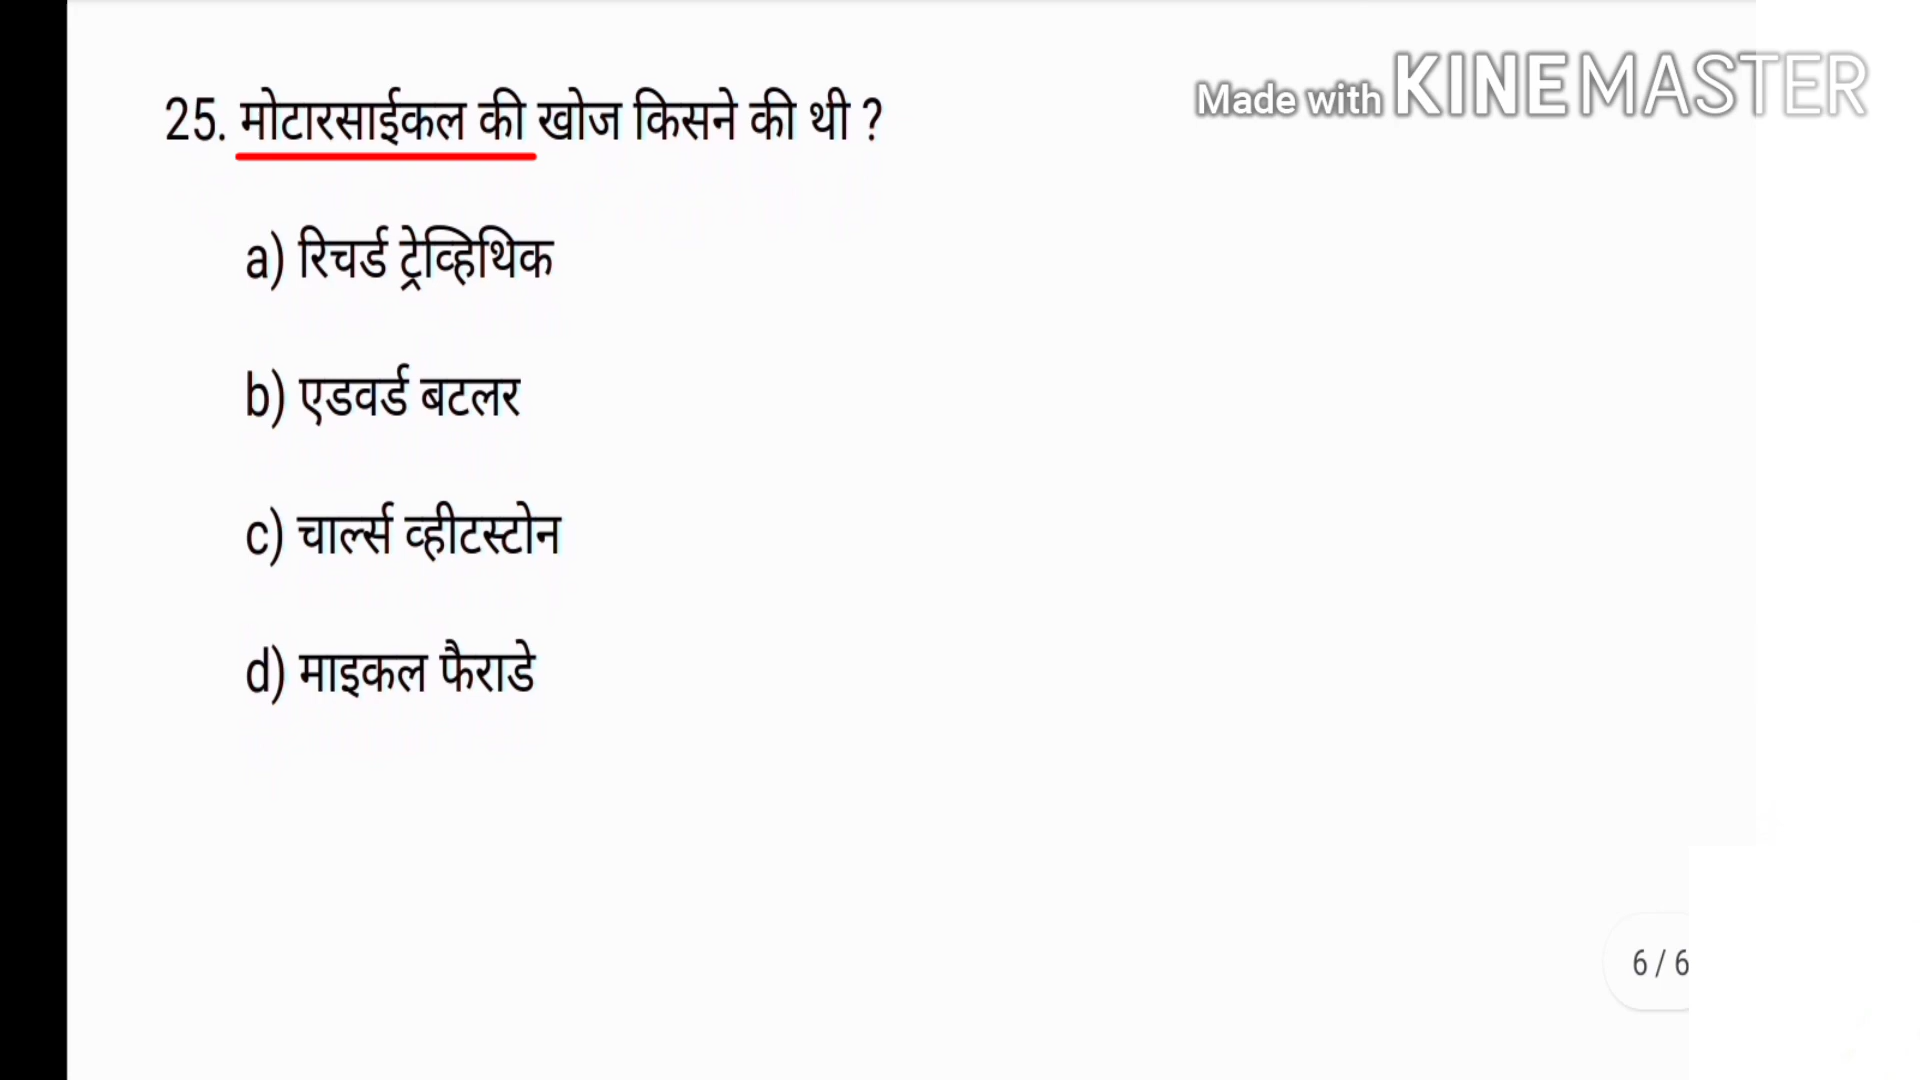 Made with KINEMASTER
25. मोटारसाईकल की खोज किसने की थी ?
a) रिचर्ड ट्रेव्हिथिक
b) एडवर्ड बटलर
c) चार्ल्स व्हीटस्टोन
d) माइकल फैराडे
6 / 6